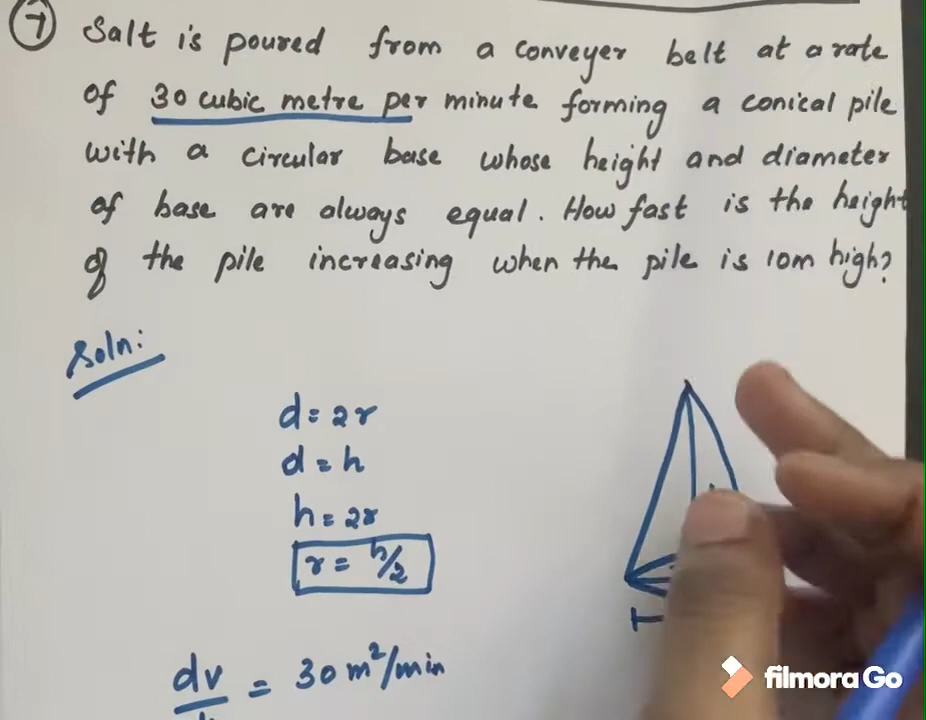 7 Salt is poured from a conveyer belt at a rate
of 30 cubic metre per minute forming a conical pile
with a circular base whose height and diameter
of base are always equal. How fast is the height
of the pile increasing when the pile is 10m high?
Soln:
d = 2r
d = h
h = 2r
r = h/2
dv = 30 m²/min
filmora Go